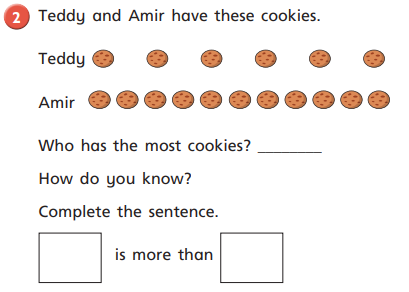 2 Teddy and Amir have these cookies.
Teddy
Amir
Who has the most cookies? ________
How do you know?
Complete the sentence.
is more than